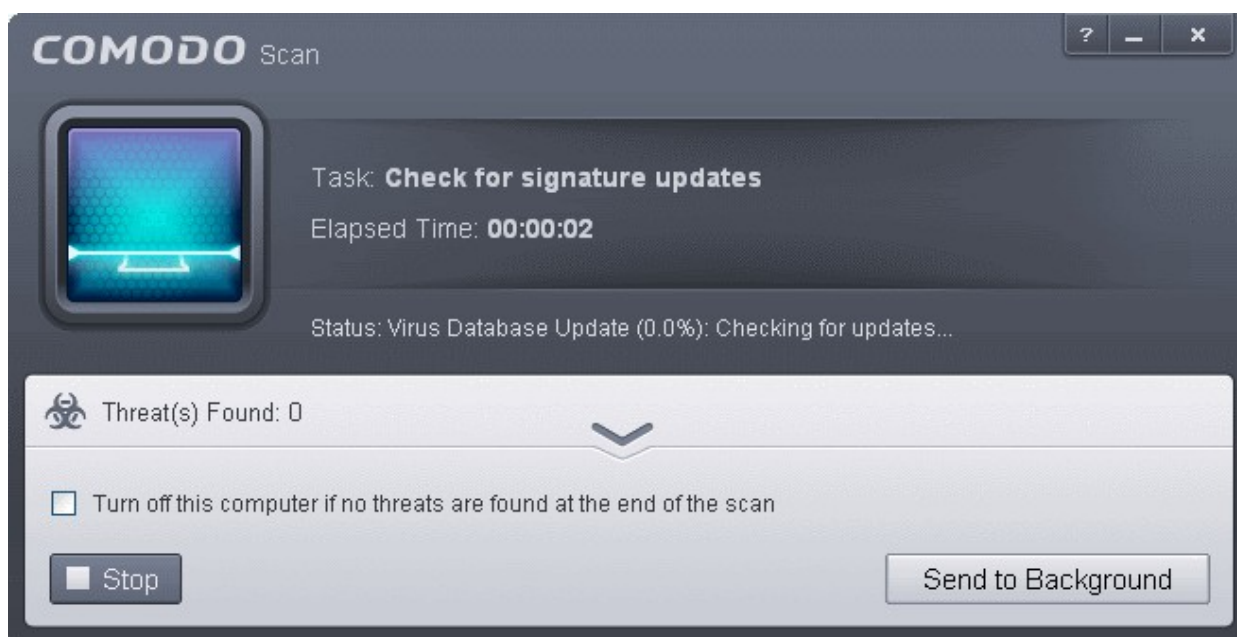 COMODO Scan
? – ×
Task: Check for signature updates
Elapsed Time: 00:00:02
Status: Virus Database Update (0.0%): Checking for updates...
Threat(s) Found: 0
Turn off this computer if no threats are found at the end of the scan
Stop
Send to Background